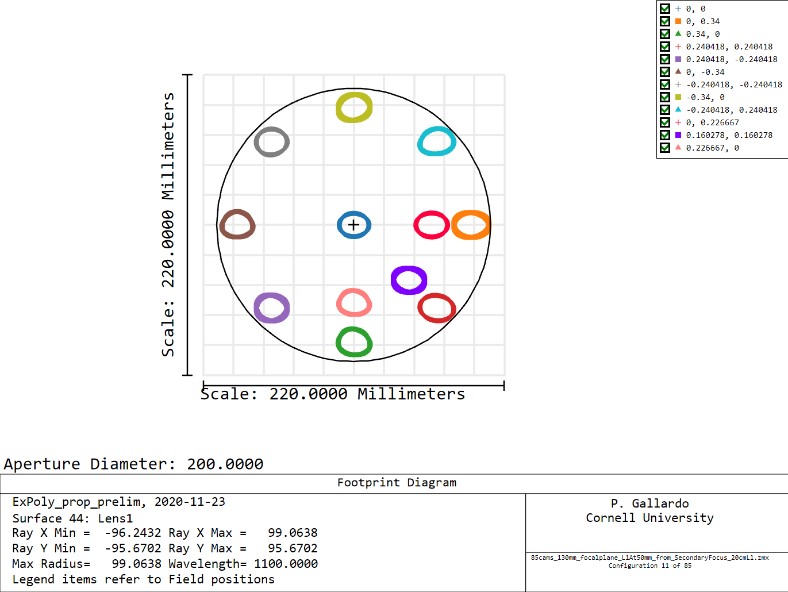 0, 0
0, 0.34
0.34, 0
0.240418, 0.240418
0.240418, -0.240418
0, -0.34
-0.240418, -0.240418
-0.34, 0
-0.240418, 0.240418
0, 0.226667
0.160278, 0.160278
0.226667, 0
Scale: 220.0000 Millimeters
Scale: 220.0000 Millimeters
Aperture Diameter: 200.0000
Footprint Diagram
ExPoly_prop_prelim, 2020-11-23
Surface 44: Lens1
Ray X Min =  -96.2432 Ray X Max =   99.0638
Ray Y Min =  -95.6702 Ray Y Max =   95.6702
Max Radius=   99.0638 Wavelength= 1100.0000
Legend items refer to Field positions
P. Gallardo
Cornell University
85cams_130mm_focalplane_L1At50mm_from_SecondaryFocus_20cmL1.zmx
Configuration 11 of 85